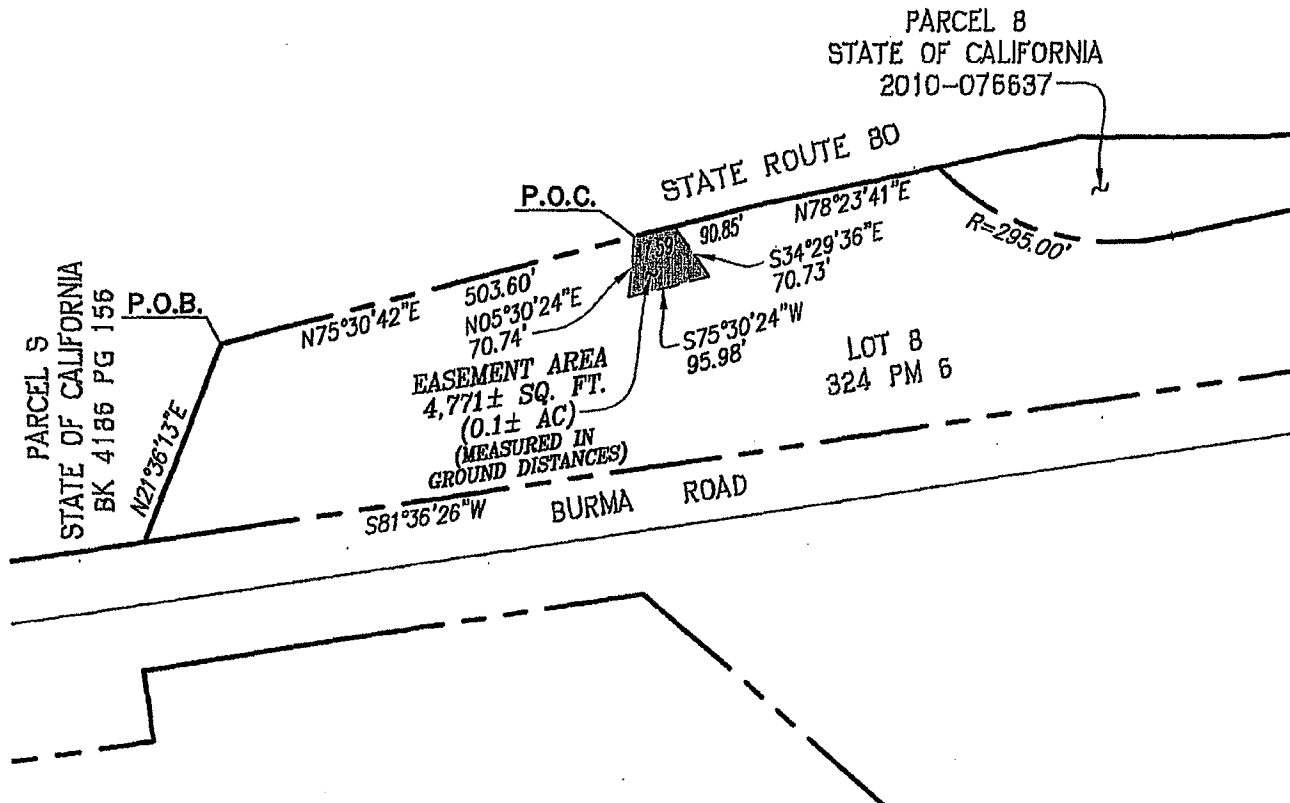 PARCEL 8
STATE OF CALIFORNIA
2010-076637
STATE ROUTE 80
P.O.C.
N78°23'41"E
90.85'
R=295.00'
S34°29'36"E
70.73'
503.60'
N75°30'42"E
P.O.B.
N05°30'24"E
70.74'
S75°30'24"W
95.98'
PARCEL S
STATE OF CALIFORNIA
BK 4186 PG 156
N21°36'13"E
EASEMENT AREA
4,771± SQ. FT.
(0.1± AC)
(MEASURED IN
GROUND DISTANCES)
LOT 8
324 PM 6
S81°36'26"W
BURMA ROAD